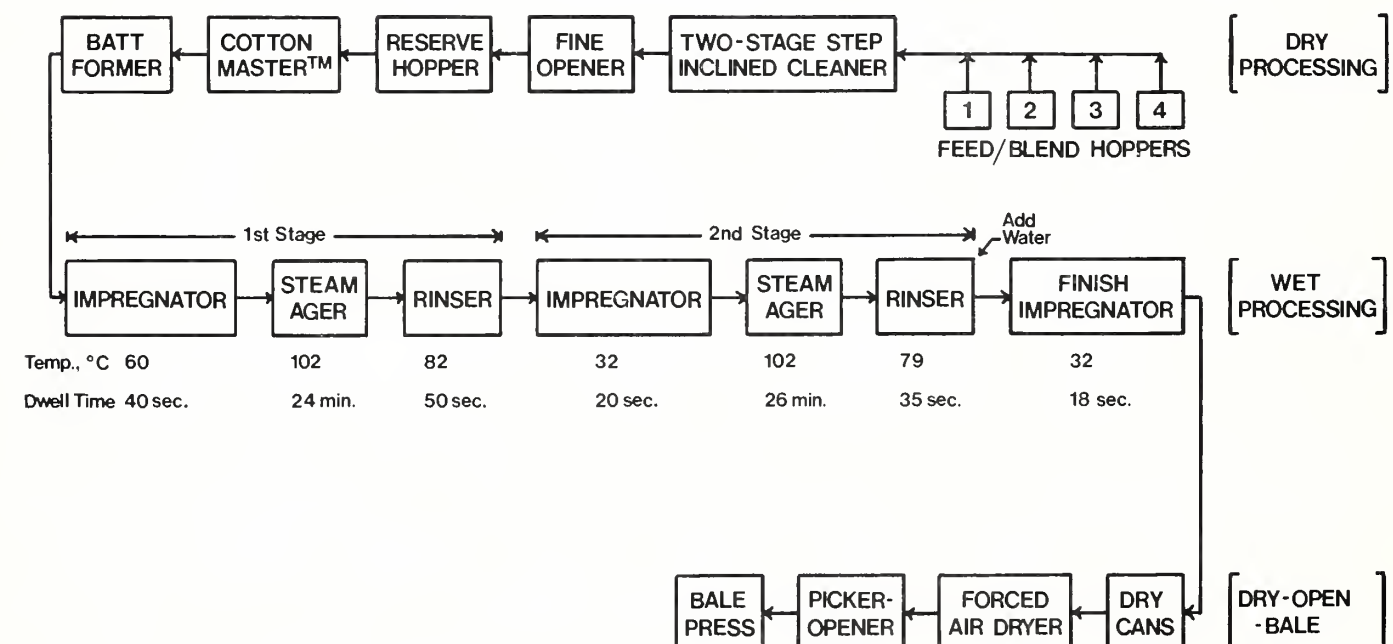 BATT FORMER
COTTON MASTER™
RESERVE HOPPER
FINE OPENER
TWO-STAGE STEP INCLINED CLEANER
[DRY PROCESSING]
1 2 3 4
FEED/BLEND HOPPERS
1st Stage
2nd Stage
Add Water
IMPREGNATOR
STEAM AGER
RINSER
IMPREGNATOR
STEAM AGER
RINSER
FINISH IMPREGNATOR
[WET PROCESSING]
Temp., °C 60 102 82 32 102 79 32
Dwell Time 40 sec. 24 min. 50 sec. 20 sec. 26 min. 35 sec. 18 sec.
BALE PRESS
PICKER-OPENER
FORCED AIR DRYER
DRY CANS
[DRY-OPEN-BALE